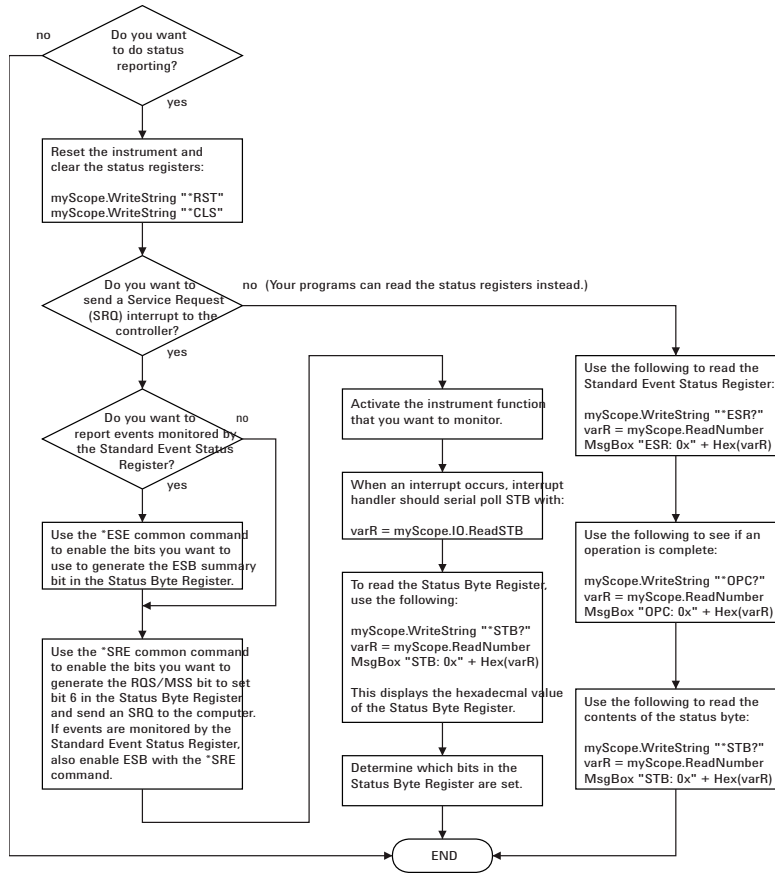 Do you want
to do status
reporting?
no
yes
Reset the instrument and
clear the status registers:
myScope.WriteString "*RST"
myScope.WriteString "*CLS"
Do you want to
send a Service Request
(SRQ) interrupt to the
controller?
no (Your programs can read the status registers instead.)
yes
Do you want to
report events monitored by
the Standard Event Status
Register?
no
yes
Use the *ESE common command
to enable the bits you want to
use to generate the ESB summary
bit in the Status Byte Register.
Use the *SRE common command
to enable the bits you want to
generate the RQS/MSS bit to set
bit 6 in the Status Byte Register
and send an SRQ to the computer.
If events are monitored by the
Standard Event Status Register,
also enable ESB with the *SRE
command.
Activate the instrument function
that you want to monitor.
When an interrupt occurs, interrupt
handler should serial poll STB with:
varR = myScope.IO.ReadSTB
To read the Status Byte Register,
use the following:
myScope.WriteString "*STB?"
varR = myScope.ReadNumber
MsgBox "STB: 0x" + Hex(varR)
This displays the hexadecmal value
of the Status Byte Register.
Determine which bits in the
Status Byte Register are set.
Use the following to read the
Standard Event Status Register:
myScope.WriteString "*ESR?"
varR = myScope.ReadNumber
MsgBox "ESR: 0x" + Hex(varR)
Use the following to see if an
operation is complete:
myScope.WriteString "*OPC?"
varR = myScope.ReadNumber
MsgBox "OPC: 0x" + Hex(varR)
Use the following to read the
contents of the status byte:
myScope.WriteString "*STB?"
varR = myScope.ReadNumber
MsgBox "STB: 0x" + Hex(varR)
END